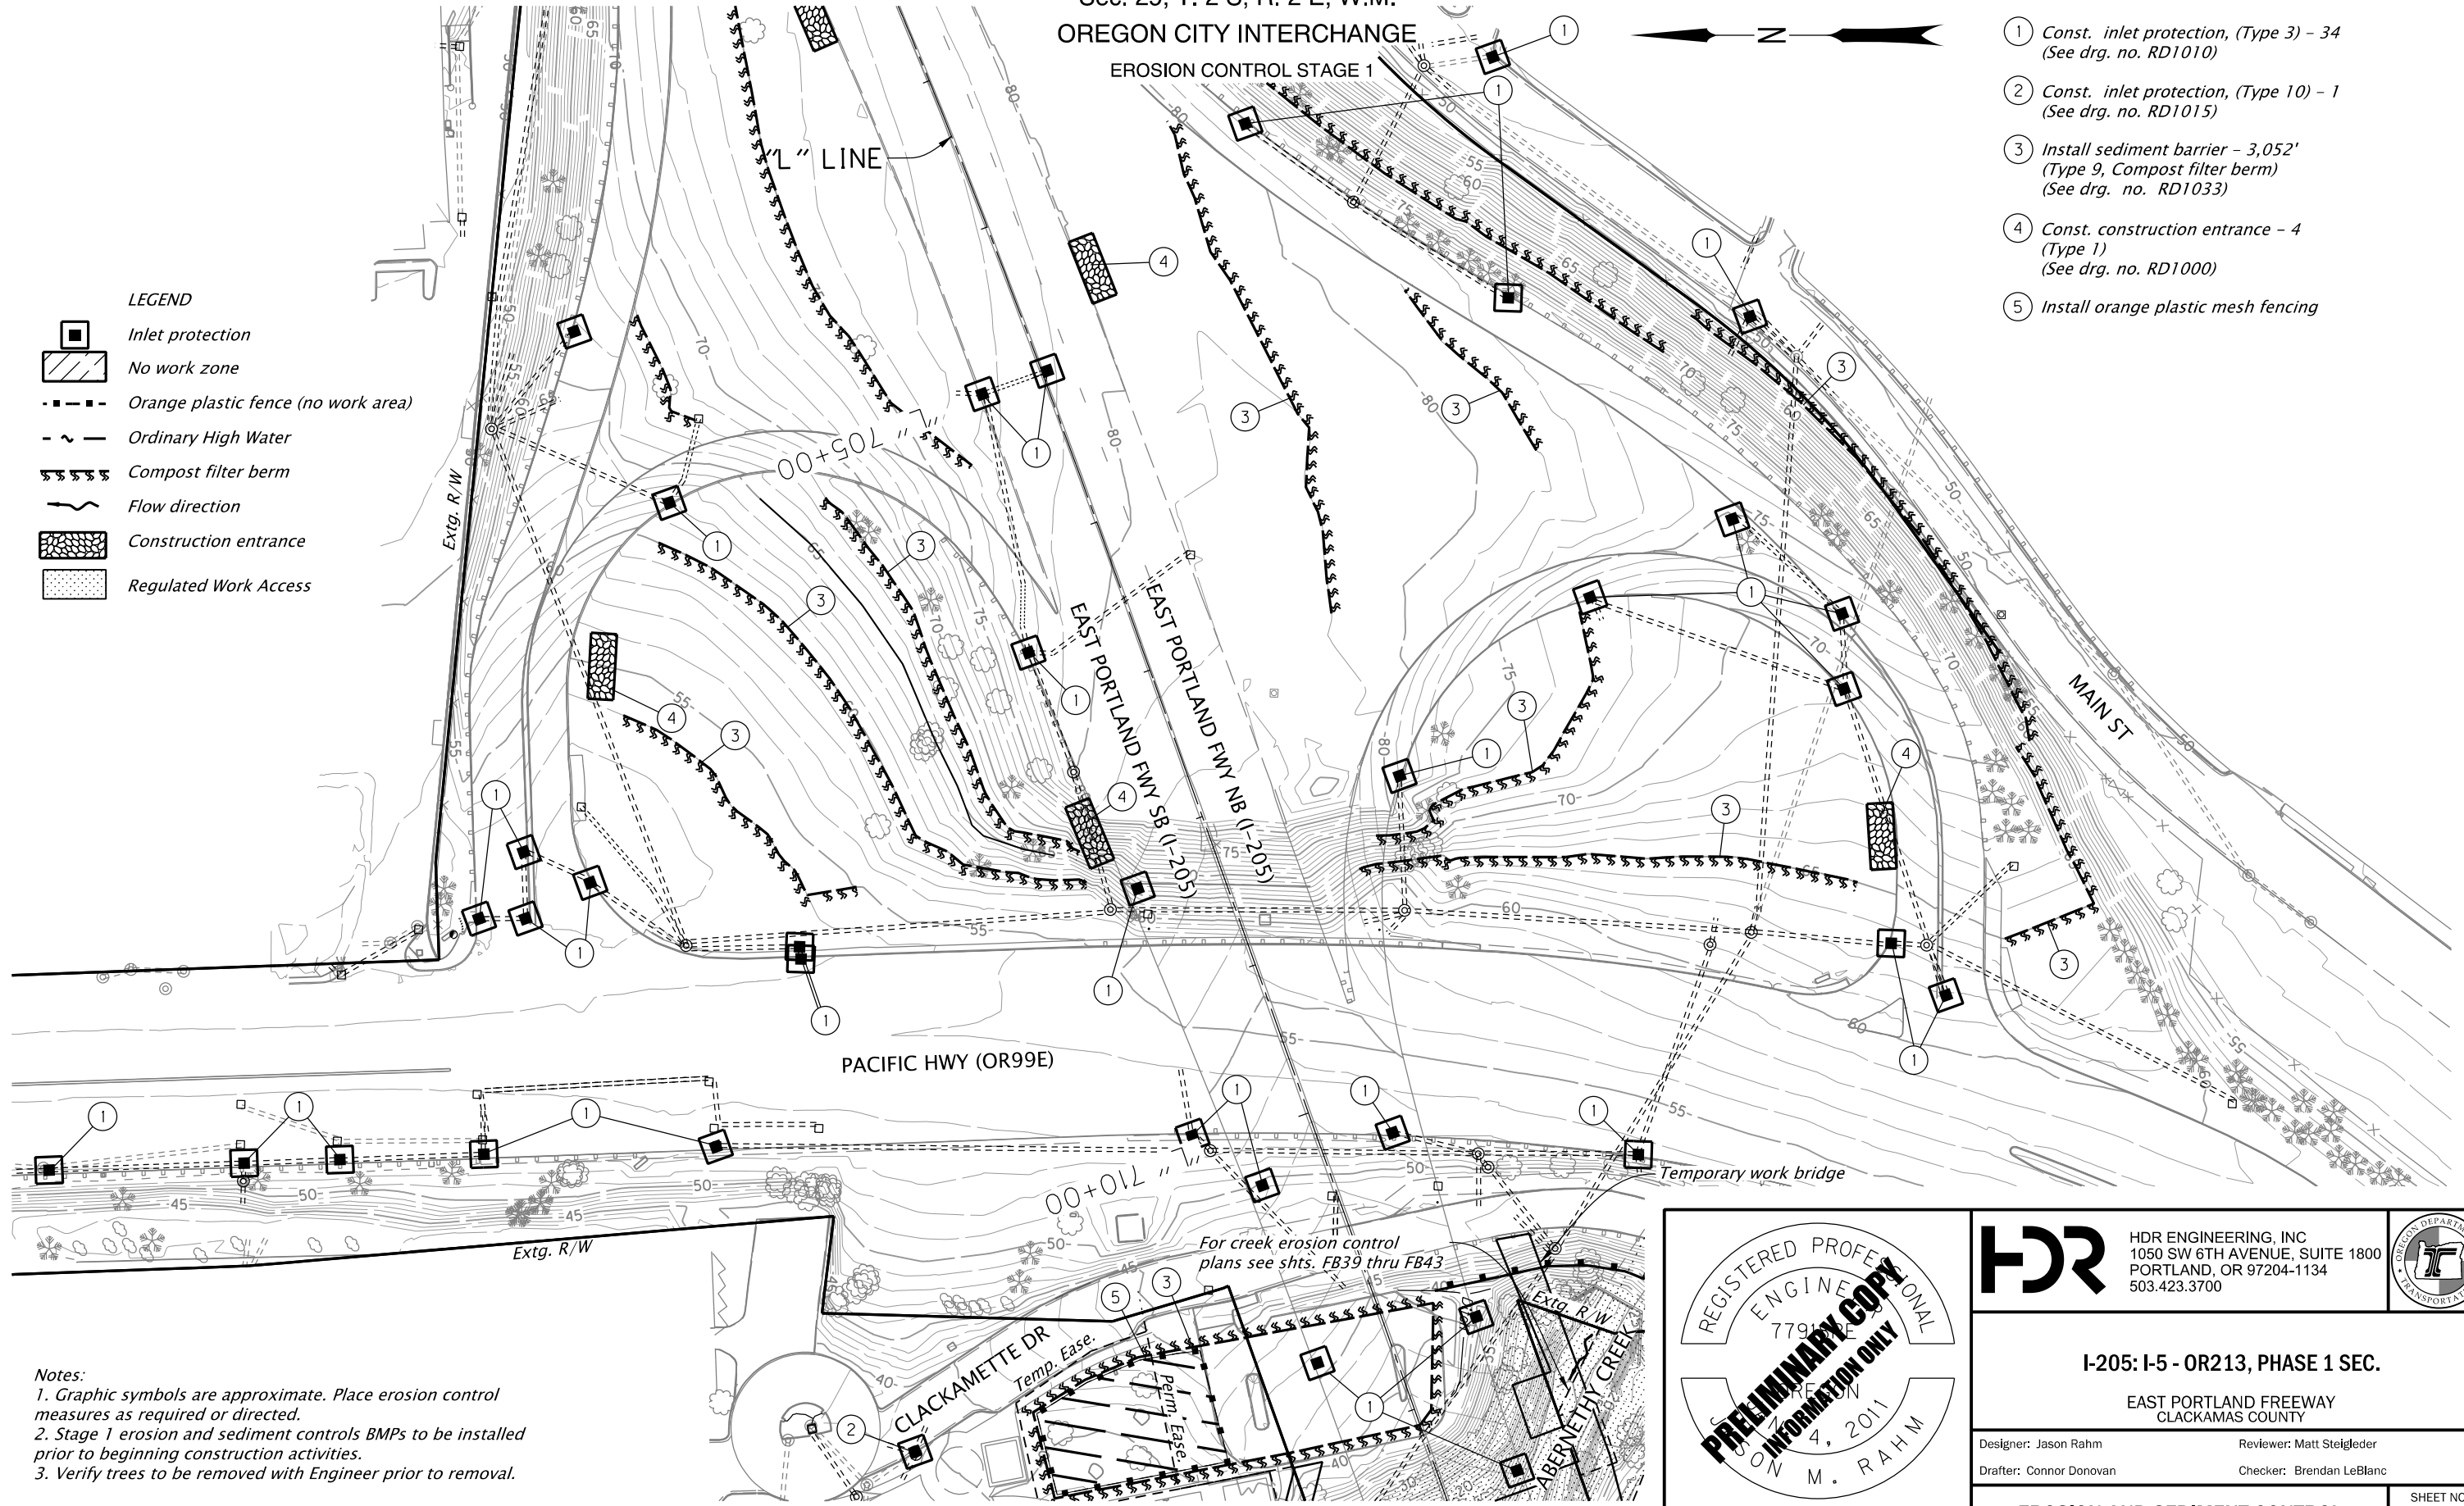 OREGON CITY INTERCHANGE
EROSION CONTROL STAGE 1
N
1 Const. inlet protection, (Type 3) - 34
(See drg. no. RD1010)
2 Const. inlet protection, (Type 10) - 1
(See drg. no. RD1015)
3 Install sediment barrier - 3,052'
(Type 9, Compost filter berm)
(See drg. no. RD1033)
4 Const. construction entrance - 4
(Type 1)
(See drg. no. RD1000)
5 Install orange plastic mesh fencing
LEGEND
Inlet protection
No work zone
Orange plastic fence (no work area)
Ordinary High Water
Compost filter berm
Flow direction
Construction entrance
Regulated Work Access
"L" LINE
705+00
Extg. R/W
EAST PORTLAND FWY SB (I-205)
EAST PORTLAND FWY NB (I-205)
MAIN ST
PACIFIC HWY (OR99E)
710+00
Temporary work bridge
Extg. R/W
For creek erosion control
plans see shts. FB39 thru FB43
Extg. R/W
CLACKAMETTE DR
Temp. Ease.
Perm. Ease.
ABERNETHY CREEK
Notes:
1. Graphic symbols are approximate. Place erosion control
measures as required or directed.
2. Stage 1 erosion and sediment controls BMPs to be installed
prior to beginning construction activities.
3. Verify trees to be removed with Engineer prior to removal.
REGISTERED PROFESSIONAL
PRELIMINARY COPY
INFORMATION ONLY
M. RAHM
HDR
HDR ENGINEERING, INC
1050 SW 6TH AVENUE, SUITE 1800
PORTLAND, OR 97204-1134
503.423.3700
I-205: I-5 - OR213, PHASE 1 SEC.
EAST PORTLAND FREEWAY
CLACKAMAS COUNTY
Designer: Jason Rahm
Reviewer: Matt Steigleder
Drafter: Connor Donovan
Checker: Brendan LeBlanc